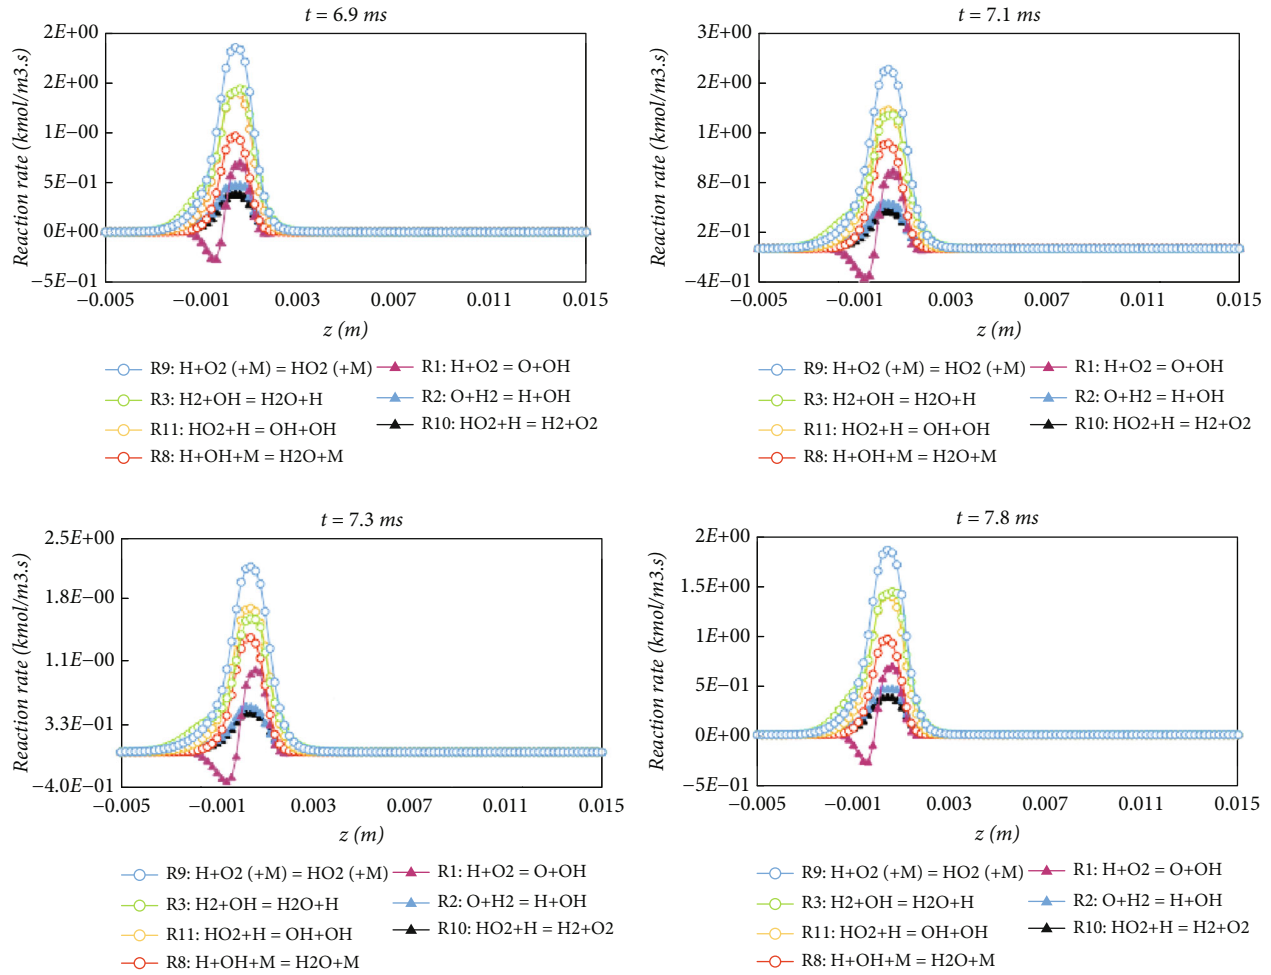 t = 6.9 ms
Reaction rate (kmol/m3.s)
2E+00
2E+00
1E−00
5E−01
0E+00
−5E−01
−0.005 −0.001 0.003 0.007 0.011 0.015
z (m)
R9: H+O2 (+M) = HO2 (+M)
R3: H2+OH = H2O+H
R11: HO2+H = OH+OH
R8: H+OH+M = H2O+M
R1: H+O2 = O+OH
R2: O+H2 = H+OH
R10: HO2+H = H2+O2
t = 7.1 ms
Reaction rate (kmol/m3.s)
3E+00
2E+00
1E+00
8E−01
2E−01
−4E−01
−0.005 −0.001 0.003 0.007 0.011 0.015
z (m)
R9: H+O2 (+M) = HO2 (+M)
R3: H2+OH = H2O+H
R11: HO2+H = OH+OH
R8: H+OH+M = H2O+M
R1: H+O2 = O+OH
R2: O+H2 = H+OH
R10: HO2+H = H2+O2
t = 7.3 ms
Reaction rate (kmol/m3.s)
2.5E+00
1.8E−00
1.1E−00
3.3E−01
−4.0E−01
−0.005 −0.001 0.003 0.007 0.011 0.015
z (m)
R9: H+O2 (+M) = HO2 (+M)
R3: H2+OH = H2O+H
R11: HO2+H = OH+OH
R8: H+OH+M = H2O+M
R1: H+O2 = O+OH
R2: O+H2 = H+OH
R10: HO2+H = H2+O2
t = 7.8 ms
Reaction rate (kmol/m3.s)
2E+00
1.5E+00
1E+00
5E−01
0E+00
−5E−01
−0.005 −0.001 0.003 0.007 0.011 0.015
z (m)
R9: H+O2 (+M) = HO2 (+M)
R3: H2+OH = H2O+H
R11: HO2+H = OH+OH
R8: H+OH+M = H2O+M
R1: H+O2 = O+OH
R2: O+H2 = H+OH
R10: HO2+H = H2+O2